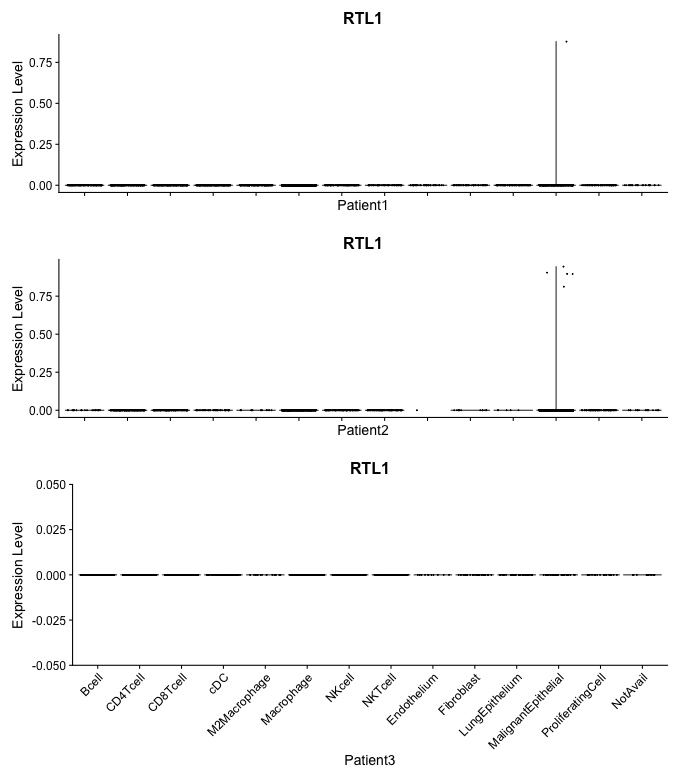 RTL1
Expression Level
0.75
0.50
0.25
0.00
Patient1
RTL1
Expression Level
0.75
0.50
0.25
0.00
Patient2
RTL1
Expression Level
0.050
0.025
0.000
-0.025
-0.050
Bcell
CD4Tcell
CD8Tcell
cDC
M2Macrophage
Macrophage
NKcell
NKTcell
Endothelium
Fibroblast
LungEpithelium
MalignantEpithelial
ProliferatingCell
NotAvail
Patient3